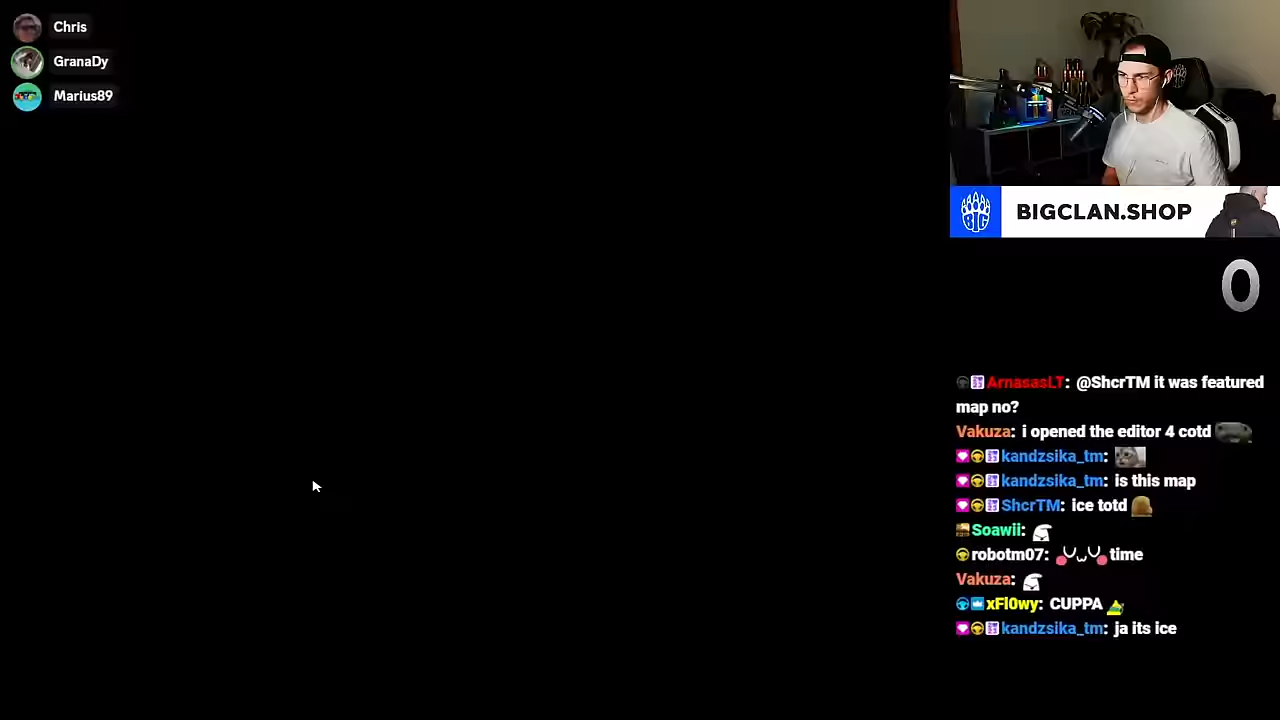 Chris
GranaDy
Marius89
BIG
BIGCLAN.SHOP
0
ArnasasLT: @ShcrTM it was featured
map no?
Vakuza: i opened the editor 4 cotd
kandzsika_tm:
kandzsika_tm: is this map
ShcrTM: ice totd
Soawii:
robotm07: time
Vakuza:
xFl0wy: CUPPA
kandzsika_tm: ja its ice